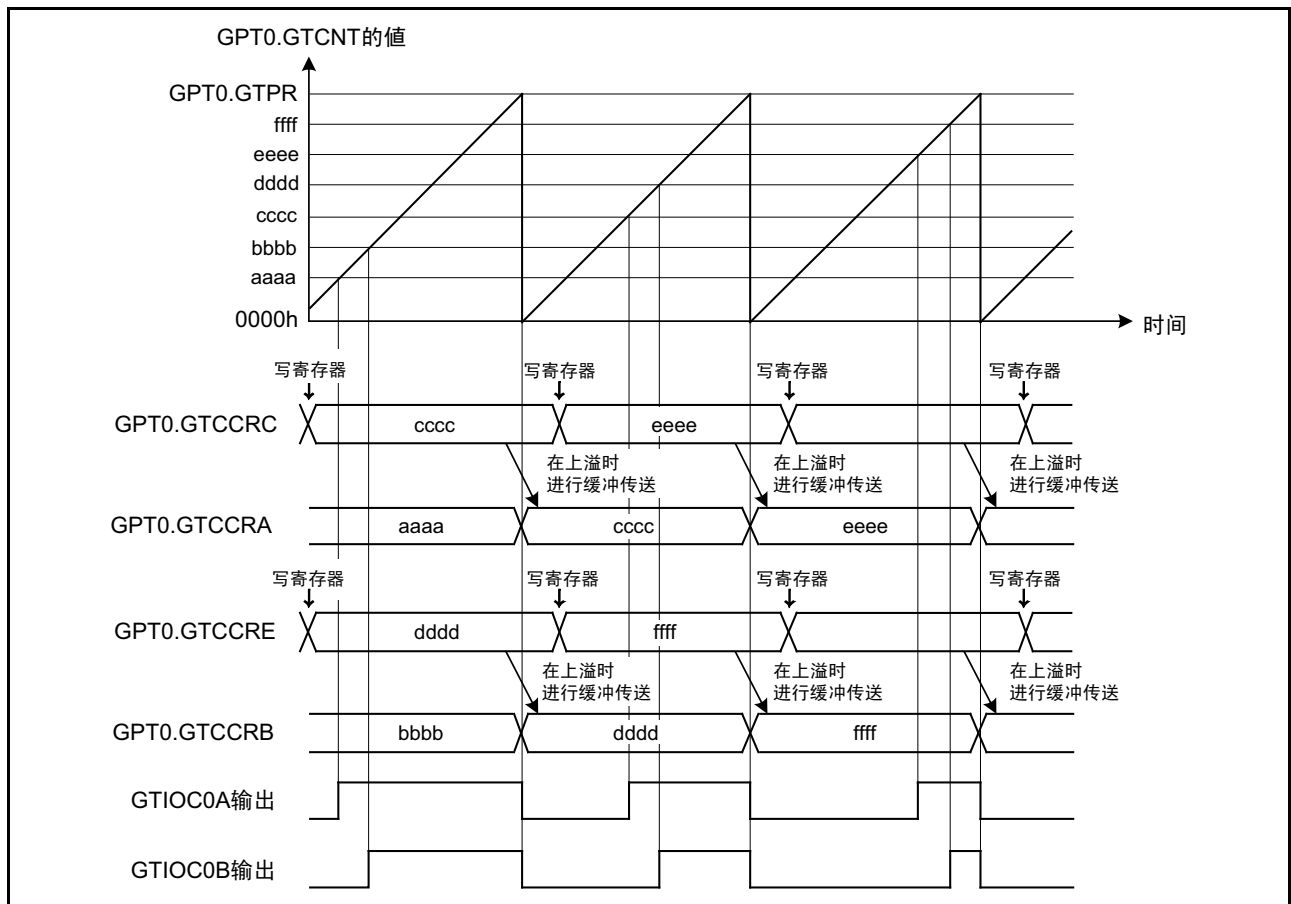 GPT0.GTCNT的值
GPT0.GTPR
ffff
eeee
dddd
cccc
bbbb
aaaa
0000h
时间
写寄存器 写寄存器 写寄存器 写寄存器
GPT0.GTCCRC cccc eeee
在上溢时 在上溢时 在上溢时
进行缓冲传送 进行缓冲传送 进行缓冲传送
GPT0.GTCCRA aaaa cccc eeee
写寄存器 写寄存器 写寄存器 写寄存器
GPT0.GTCCRE dddd ffff
在上溢时 在上溢时 在上溢时
进行缓冲传送 进行缓冲传送 进行缓冲传送
GPT0.GTCCRB bbbb dddd ffff
GTIOC0A输出
GTIOC0B输出